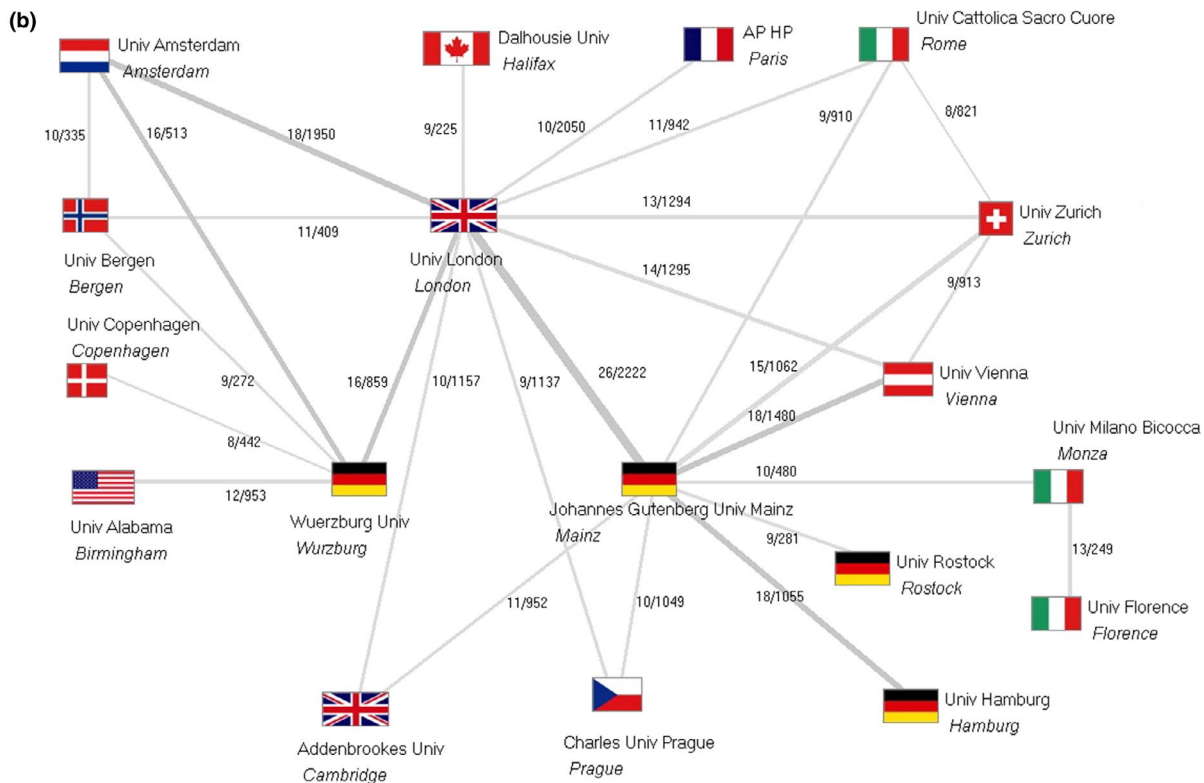 (b)
Univ Amsterdam
Amsterdam
Dalhousie Univ
Halifax
AP HP
Paris
Univ Cattolica Sacro Cuore
Rome
10/335
16/513
18/1950
9/225
10/2050
11/942
9/910
8/821
Univ Bergen
Bergen
11/409
Univ London
London
13/1294
Univ Zurich
Zurich
14/1295
9/913
Univ Copenhagen
Copenhagen
9/272
16/859
10/1157
9/1137
26/2222
15/1062
18/1480
Univ Vienna
Vienna
8/442
10/480
Univ Milano Bicocca
Monza
12/953
Univ Alabama
Birmingham
Wuerzburg Univ
Wurzburg
Johannes Gutenberg Univ Mainz
Mainz
9/281
Univ Rostock
Rostock
13/249
11/952
10/1049
18/1055
Univ Florence
Florence
Addenbrookes Univ
Cambridge
Charles Univ Prague
Prague
Univ Hamburg
Hamburg